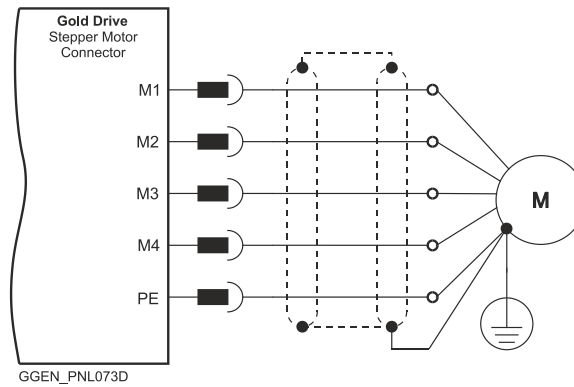 Gold Drive
Stepper Motor
Connector
M1
M2
M3
M4
PE
M
GGEN_PNL073D